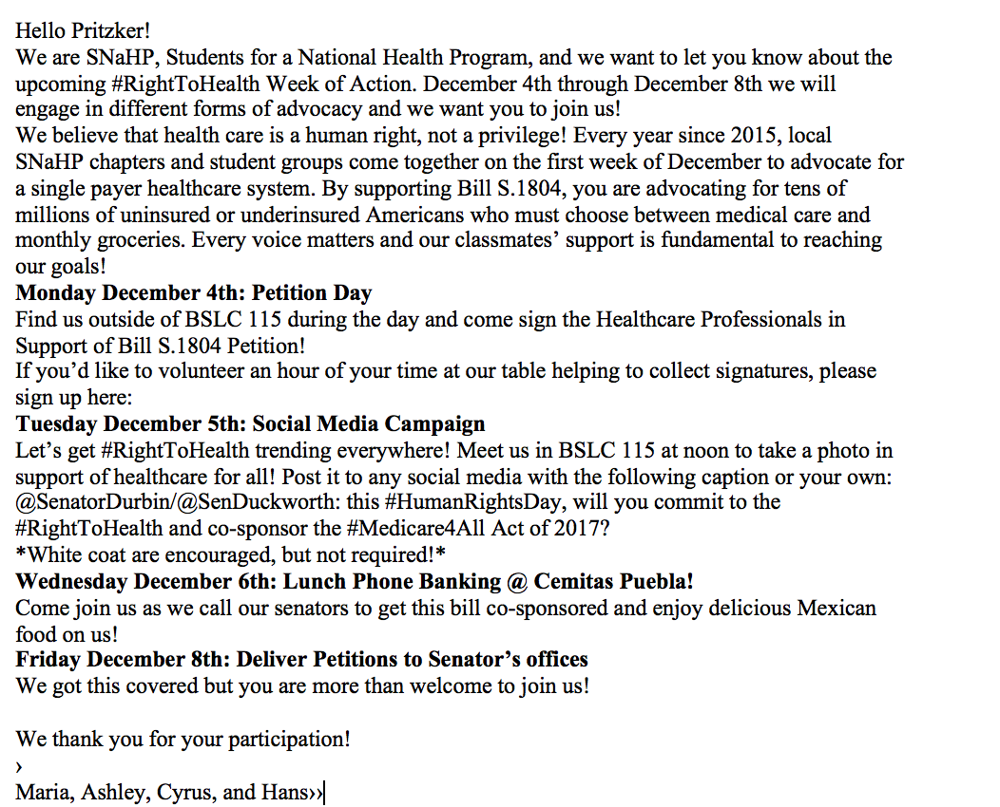 Hello Pritzker!
We are SNaHP, Students for a National Health Program, and we want to let you know about the
upcoming #RightToHealth Week of Action. December 4th through December 8th we will
engage in different forms of advocacy and we want you to join us!
We believe that health care is a human right, not a privilege! Every year since 2015, local
SNaHP chapters and student groups come together on the first week of December to advocate for
a single payer healthcare system. By supporting Bill S.1804, you are advocating for tens of
millions of uninsured or underinsured Americans who must choose between medical care and
monthly groceries. Every voice matters and our classmates’ support is fundamental to reaching
our goals!
Monday December 4th: Petition Day
Find us outside of BSLC 115 during the day and come sign the Healthcare Professionals in
Support of Bill S.1804 Petition!
If you’d like to volunteer an hour of your time at our table helping to collect signatures, please
sign up here:
Tuesday December 5th: Social Media Campaign
Let’s get #RightToHealth trending everywhere! Meet us in BSLC 115 at noon to take a photo in
support of healthcare for all! Post it to any social media with the following caption or your own:
@SenatorDurbin/@SenDuckworth: this #HumanRightsDay, will you commit to the
#RightToHealth and co-sponsor the #Medicare4All Act of 2017?
*White coat are encouraged, but not required!*
Wednesday December 6th: Lunch Phone Banking @ Cemitas Puebla!
Come join us as we call our senators to get this bill co-sponsored and enjoy delicious Mexican
food on us!
Friday December 8th: Deliver Petitions to Senator’s offices
We got this covered but you are more than welcome to join us!
We thank you for your participation!
›
Maria, Ashley, Cyrus, and Hans››